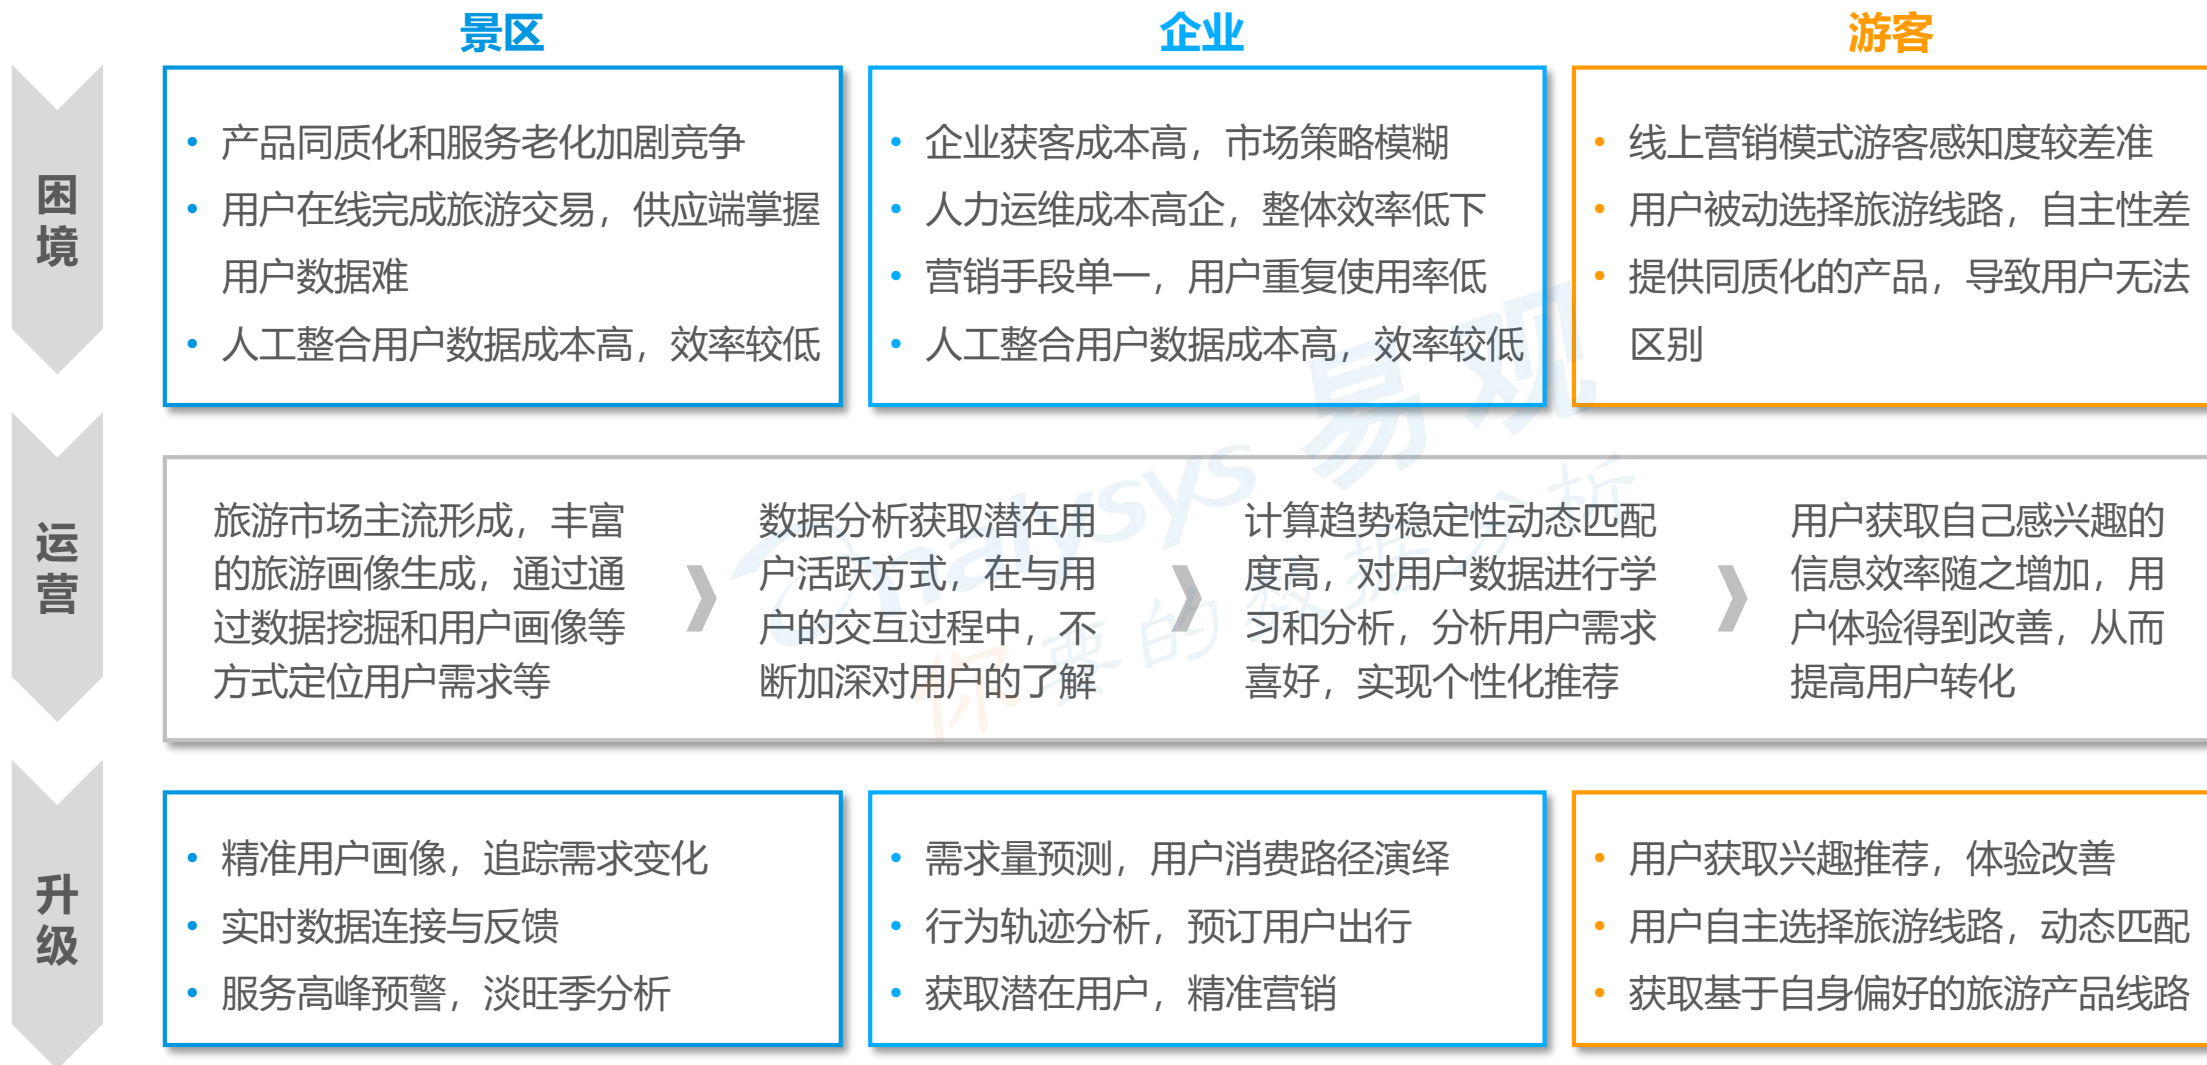 景区
企业
游客
困境
产品同质化和服务老化加剧竞争
用户在线完成旅游交易，供应端掌握
用户数据难
人工整合用户数据成本高，效率较低
企业获客成本高，市场策略模糊
人力运维成本高企，整体效率低下
营销手段单一，用户重复使用率低
人工整合用户数据成本高，效率较低
线上营销模式游客感知度较差准
用户被动选择旅游线路，自主性差
提供同质化的产品，导致用户无法
区别
运营
旅游市场主流形成，丰富
的旅游画像生成，通过通
过数据挖掘和用户画像等
方式定位用户需求等
数据分析获取潜在用
户活跃方式，在与用
户的交互过程中，不
断加深对用户的了解
计算趋势稳定性动态匹配
度高，对用户数据进行学
习和分析，分析用户需求
喜好，实现个性化推荐
用户获取自己感兴趣的
信息效率随之增加，用
户体验得到改善，从而
提高用户转化
升级
精准用户画像，追踪需求变化
实时数据连接与反馈
服务高峰预警，淡旺季分析
需求量预测，用户消费路径演绎
行为轨迹分析，预订用户出行
获取潜在用户，精准营销
用户获取兴趣推荐，体验改善
用户自主选择旅游线路，动态匹配
获取基于自身偏好的旅游产品线路
analysys 易观
你要的数据分析